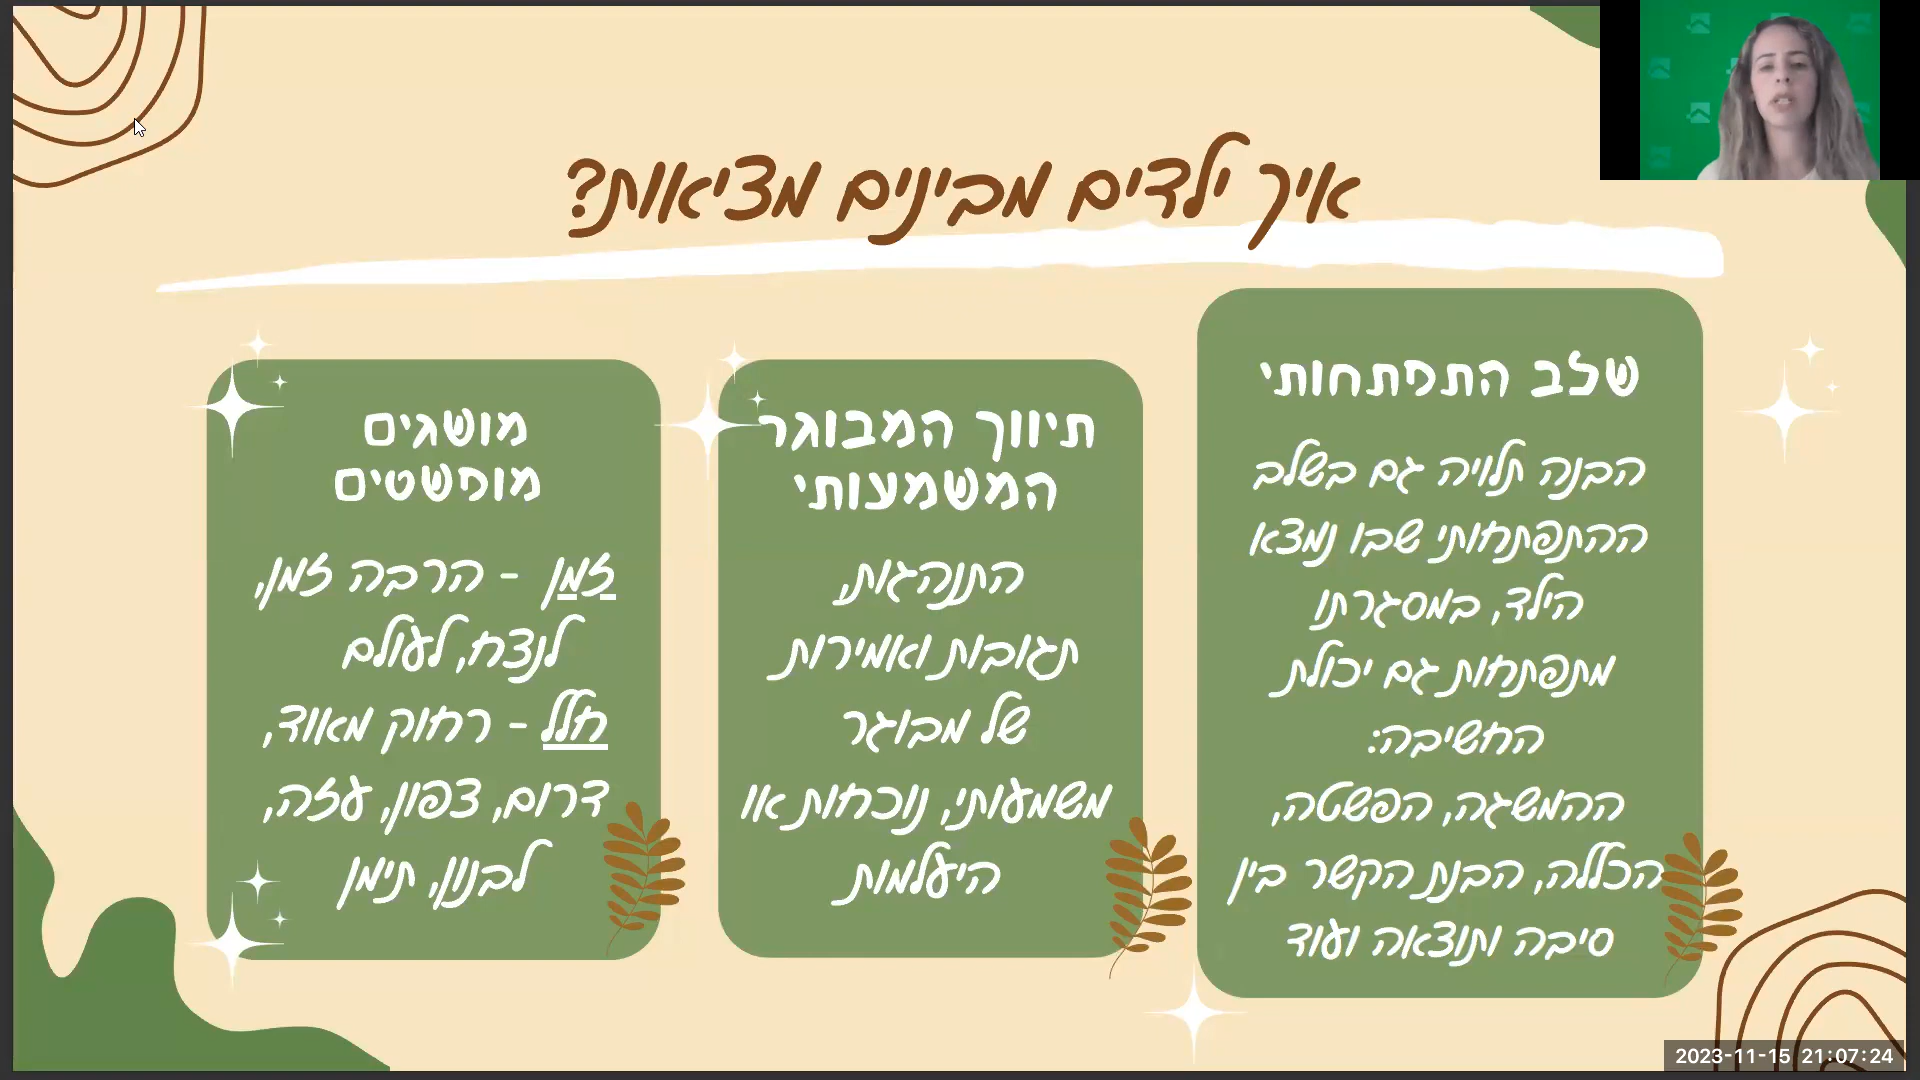 איך ילדים מבינים מציאות?
שלב התפתחותי
הבנה תלויה גם בשלב
ההתפתחותי שבו נמצא
הילד, במסגרתו
מתפתחות גם יכולת
החשיבה:
ההמשגה, הפשטה,
הכללה, הבנת הקשר בין
סיבה ותוצאה ועוד
תיווך המבוגר
המשמעותי
התנהגות,
תגובות ואמירות
של מבוגר
משמעותי, נוכחות או
היעלמות
מושגים
מופשטים
זמן - הרבה זמן,
לנצח, לעולם
חלל - רחוק מאוד,
דרום, צפון, עזה,
לבנון, תימן
2023-11-15 21:07:24